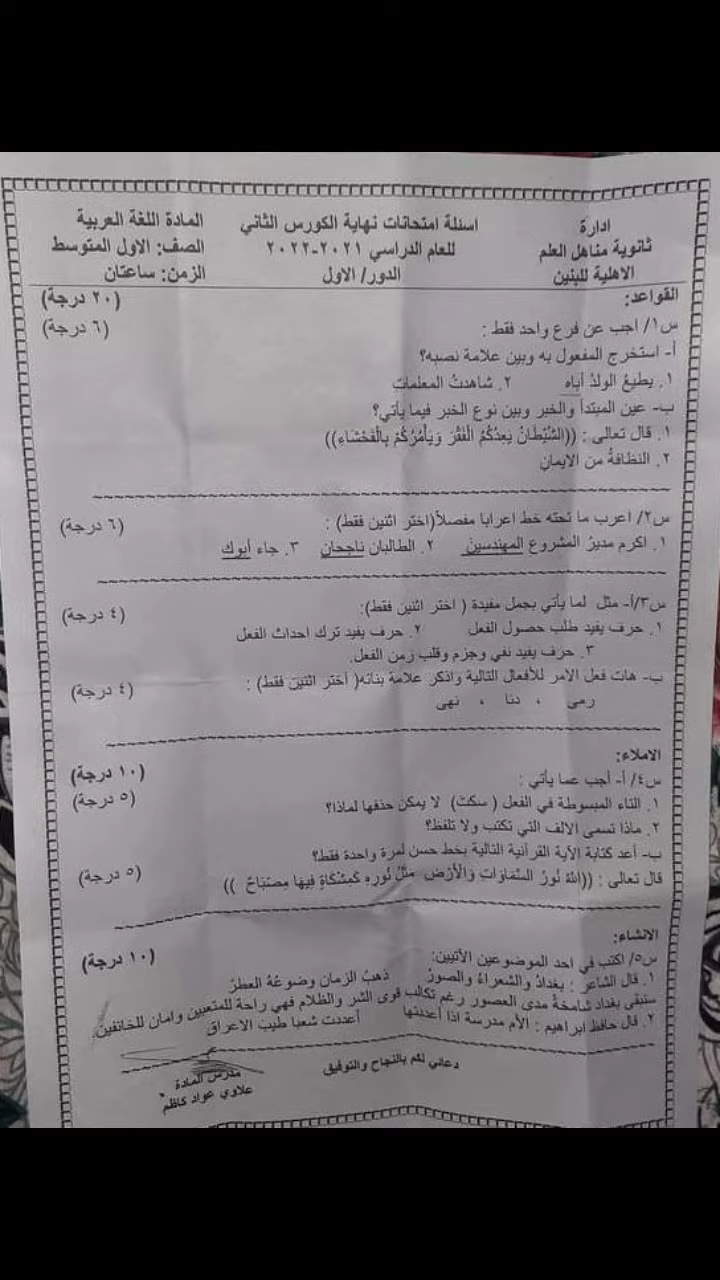 ادارة
ثانوية مناهل العلم
الاهلية للبنين
اسئلة امتحانات نهاية الكورس الثاني
للعام الدراسي ٢٠٢١-٢٠٢٢
الدور/ الاول
المادة اللغة العربية
الصف: الاول المتوسط
الزمن: ساعتان
القواعد: (٢٠ درجة)
س١/ اجب عن فرع واحد فقط : (٦ درجة)
أ- استخرج المفعول به وبين علامة نصبه؟
١. يطيعُ الولدُ أباه ٢. شاهدتُ المعلماتِ
ب- عين المبتدأ والخبر وبين نوع الخبر فيما يأتي؟
١. قال تعالى : ((الشَّيْطَانُ يَعِدُكُمُ الْفَقْرَ وَيَأْمُرُكُمْ بِالْفَحْشَاءِ))
٢. النظافةُ من الايمان
س٢/ اعرب ما تحته خط اعرابا مفصلاً(اختر اثنين فقط) : (٦ درجة)
١. اكرم مديرُ المشروع المهندسينَ ٢. الطالبان ناجحان ٣. جاء أبوك
س٣/أ- مثل لما يأتي بجمل مفيدة ( اختر اثنين فقط): (٤ درجة)
١. حرف يفيد طلب حصول الفعل ٢. حرف يفيد ترك احداث الفعل
٣. حرف يفيد نفي وجزم وقلب زمن الفعل.
ب- هات فعل الامر للأفعال التالية واذكر علامة بنائه( أختر اثنين فقط) : (٤ درجة)
رمى ، دنا ، نهى
الاملاء: (١٠ درجة)
س٤/ أ- أجب عما يأتي :
١. التاء المبسوطة في الفعل ( سكتَ) لا يمكن حذفها لماذا؟ (٥ درجة)
٢. ماذا تسمى الالف التي تكتب ولا تلفظ؟
ب- أعد كتابة الآية القرآنية التالية بخط حسن لمرة واحدة فقط؟
قال تعالى : ((اللهُ نُورُ السَّمَاوَاتِ وَالْأَرْضِ مَثَلُ نُورِهِ كَمِشْكَاةٍ فِيهَا مِصْبَاحٌ )) (٥ درجة)
الانشاء:
س٥/ اكتب في احد الموضوعين الآتيين: (١٠ درجة)
١. قال الشاعر : بغدادُ والشعراءُ والصورُ ذهبُ الزمان وضوعُهُ العطرُ
ستبقى بغداد شامخةً مدى العصور رغم تكالب قوى الشر والظلام فهي راحة للمتعبين وامان للخائفين
٢. قال حافظ ابراهيم : الأم مدرسة اذا أعددتها أعددت شعبا طيب الاعراق
دعائي لكم بالنجاح والتوفيق
مدرس المادة
علاوي عواد كاظم